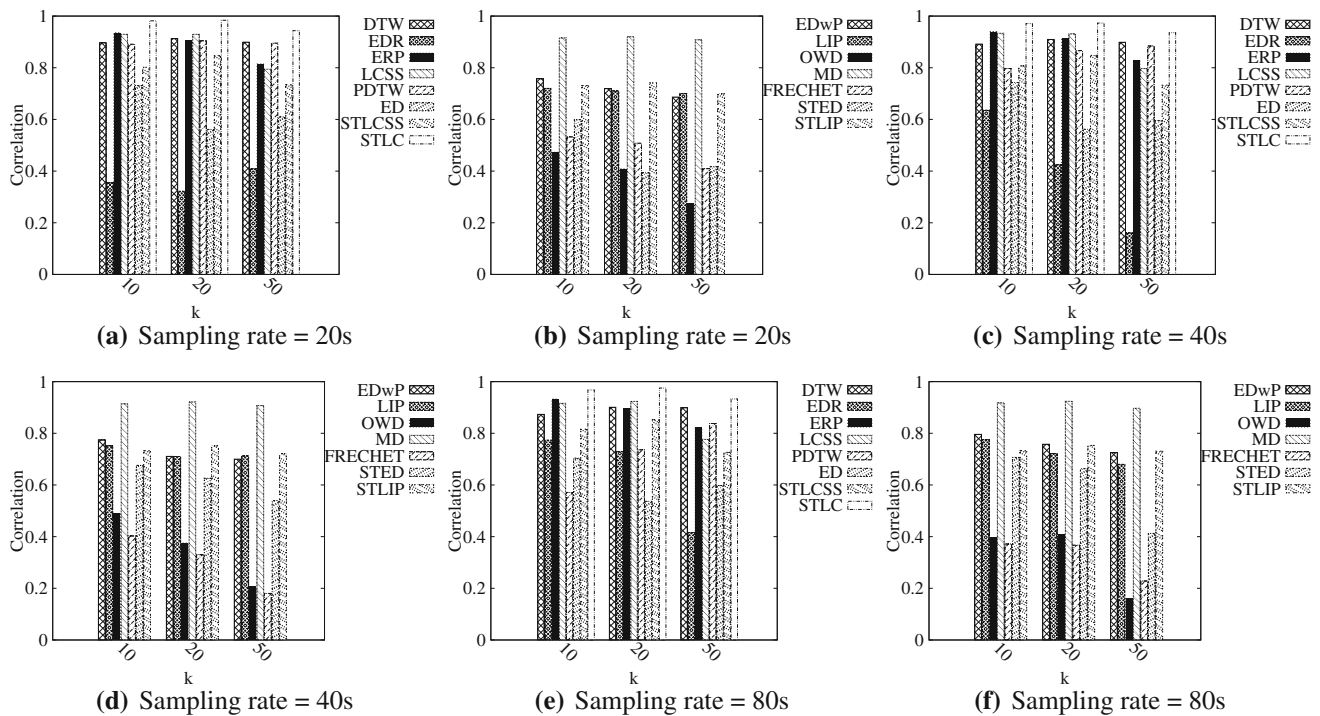 1
0.8
0.6
0.4
0.2
0
Correlation
10
20
50
k
DTW
EDR
ERP
LCSS
PDTW
ED
STLCSS
STLC
(a) Sampling rate = 20s
1
0.8
0.6
0.4
0.2
0
Correlation
10
20
50
k
EDwP
LIP
OWD
MD
FRECHET
STED
STLIP
(b) Sampling rate = 20s
1
0.8
0.6
0.4
0.2
0
Correlation
10
20
50
k
DTW
EDR
ERP
LCSS
PDTW
ED
STLCSS
STLC
(c) Sampling rate = 40s
1
0.8
0.6
0.4
0.2
0
Correlation
10
20
50
k
EDwP
LIP
OWD
MD
FRECHET
STED
STLIP
(d) Sampling rate = 40s
1
0.8
0.6
0.4
0.2
0
Correlation
10
20
50
k
DTW
EDR
ERP
LCSS
PDTW
ED
STLCSS
STLC
(e) Sampling rate = 80s
1
0.8
0.6
0.4
0.2
0
Correlation
10
20
50
k
EDwP
LIP
OWD
MD
FRECHET
STED
STLIP
(f) Sampling rate = 80s